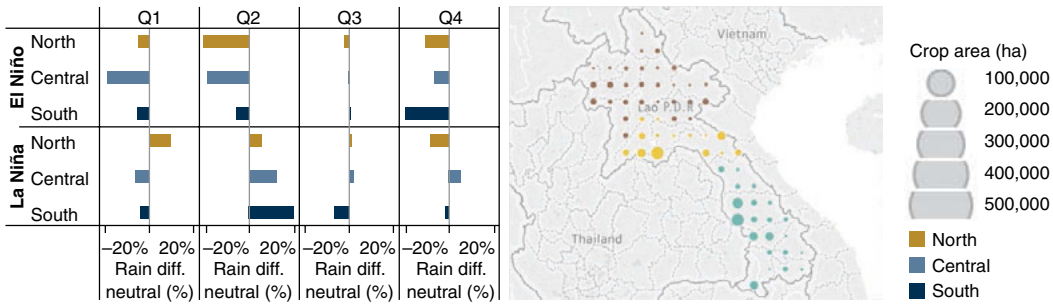 Q1 Q2 Q3 Q4
El Niño
North
Central
South
La Niña
North
Central
South
−20% 20% −20% 20% −20% 20% −20% 20%
Rain diff. Rain diff. Rain diff. Rain diff.
neutral (%) neutral (%) neutral (%) neutral (%)
Vietnam
Lao P.D.R
Thailand
Crop area (ha)
100,000
200,000
300,000
400,000
500,000
North
Central
South